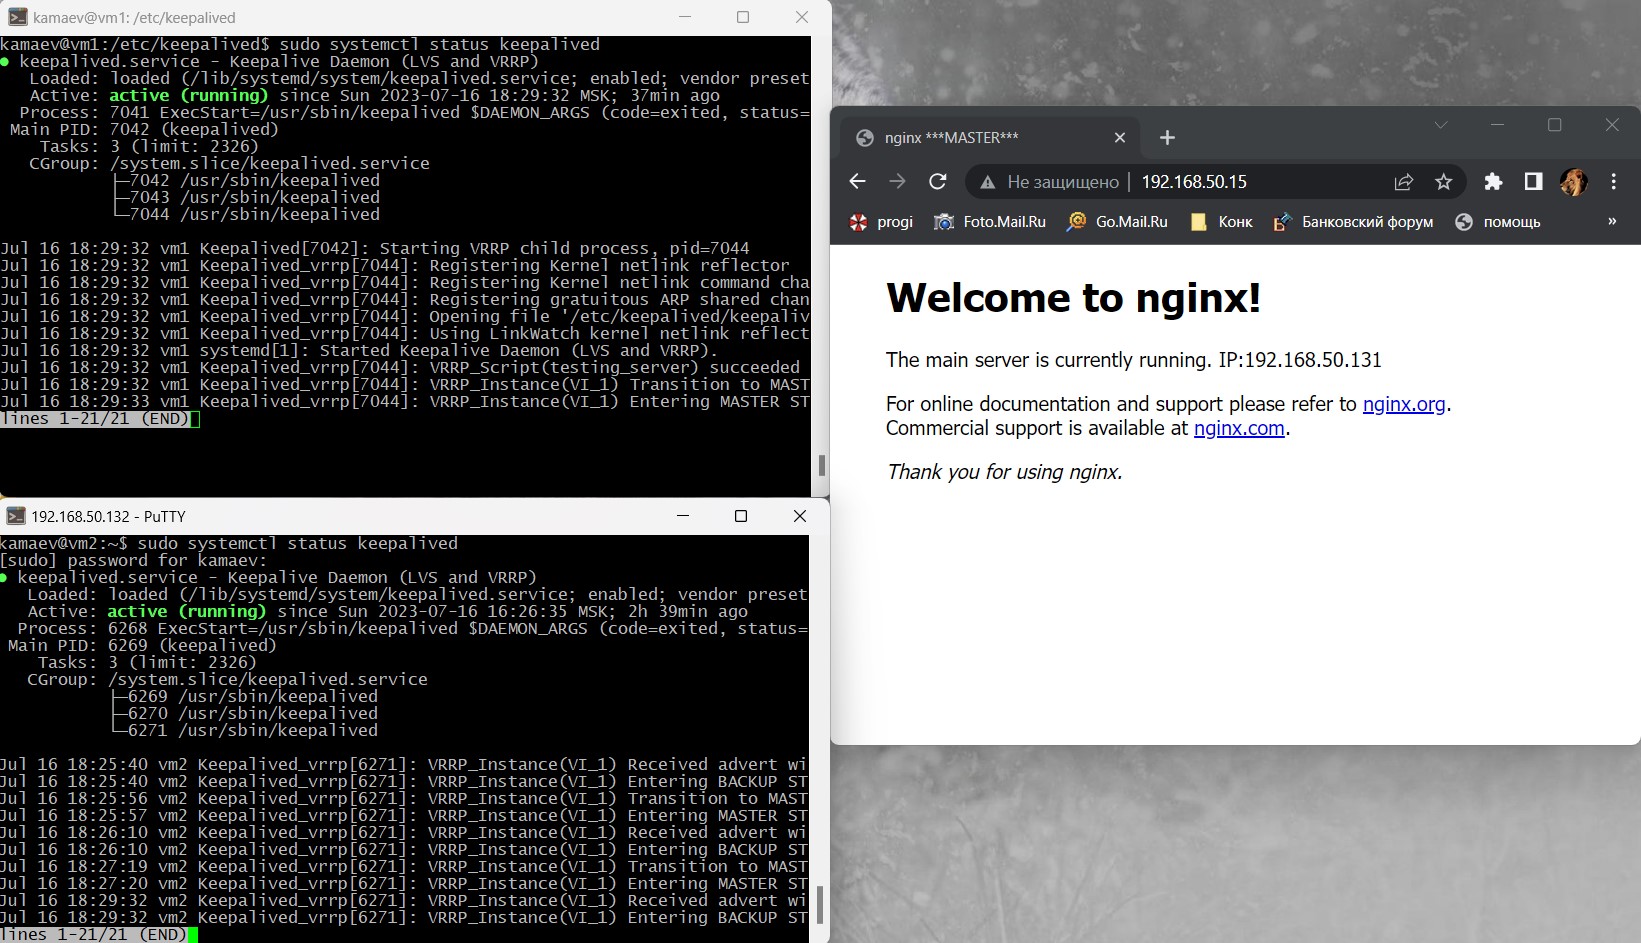 kamaev@vm1: /etc/keepalived
kamaev@vm1:/etc/keepalived$ sudo systemctl status keepalived
● keepalived.service - Keepalive Daemon (LVS and VRRP)
Loaded: loaded (/lib/systemd/system/keepalived.service; enabled; vendor preset
Active: active (running) since Sun 2023-07-16 18:29:32 MSK; 37min ago
Process: 7041 ExecStart=/usr/sbin/keepalived $DAEMON_ARGS (code=exited, status=
Main PID: 7042 (keepalived)
Tasks: 3 (limit: 2326)
CGroup: /system.slice/keepalived.service
├─7042 /usr/sbin/keepalived
├─7043 /usr/sbin/keepalived
└─7044 /usr/sbin/keepalived
Jul 16 18:29:32 vm1 Keepalived[7042]: Starting VRRP child process, pid=7044
Jul 16 18:29:32 vm1 Keepalived_vrrp[7044]: Registering Kernel netlink reflector
Jul 16 18:29:32 vm1 Keepalived_vrrp[7044]: Registering Kernel netlink command cha
Jul 16 18:29:32 vm1 Keepalived_vrrp[7044]: Registering gratuitous ARP shared chan
Jul 16 18:29:32 vm1 Keepalived_vrrp[7044]: Opening file '/etc/keepalived/keepaliv
Jul 16 18:29:32 vm1 Keepalived_vrrp[7044]: Using LinkWatch kernel netlink reflect
Jul 16 18:29:32 vm1 systemd[1]: Started Keepalive Daemon (LVS and VRRP).
Jul 16 18:29:32 vm1 Keepalived_vrrp[7044]: VRRP_Script(testing_server) succeeded
Jul 16 18:29:32 vm1 Keepalived_vrrp[7044]: VRRP_Instance(VI_1) Transition to MAST
Jul 16 18:29:33 vm1 Keepalived_vrrp[7044]: VRRP_Instance(VI_1) Entering MASTER ST
lines 1-21/21 (END)
192.168.50.132 - PuTTY
kamaev@vm2:~$ sudo systemctl status keepalived
[sudo] password for kamaev:
● keepalived.service - Keepalive Daemon (LVS and VRRP)
Loaded: loaded (/lib/systemd/system/keepalived.service; enabled; vendor preset
Active: active (running) since Sun 2023-07-16 16:26:35 MSK; 2h 39min ago
Process: 6268 ExecStart=/usr/sbin/keepalived $DAEMON_ARGS (code=exited, status=
Main PID: 6269 (keepalived)
Tasks: 3 (limit: 2326)
CGroup: /system.slice/keepalived.service
├─6269 /usr/sbin/keepalived
├─6270 /usr/sbin/keepalived
└─6271 /usr/sbin/keepalived
Jul 16 18:25:40 vm2 Keepalived_vrrp[6271]: VRRP_Instance(VI_1) Received advert wi
Jul 16 18:25:40 vm2 Keepalived_vrrp[6271]: VRRP_Instance(VI_1) Entering BACKUP ST
Jul 16 18:25:56 vm2 Keepalived_vrrp[6271]: VRRP_Instance(VI_1) Transition to MAST
Jul 16 18:25:57 vm2 Keepalived_vrrp[6271]: VRRP_Instance(VI_1) Entering MASTER ST
Jul 16 18:26:10 vm2 Keepalived_vrrp[6271]: VRRP_Instance(VI_1) Received advert wi
Jul 16 18:26:10 vm2 Keepalived_vrrp[6271]: VRRP_Instance(VI_1) Entering BACKUP ST
Jul 16 18:27:19 vm2 Keepalived_vrrp[6271]: VRRP_Instance(VI_1) Transition to MAST
Jul 16 18:27:20 vm2 Keepalived_vrrp[6271]: VRRP_Instance(VI_1) Entering MASTER ST
Jul 16 18:29:32 vm2 Keepalived_vrrp[6271]: VRRP_Instance(VI_1) Received advert wi
Jul 16 18:29:32 vm2 Keepalived_vrrp[6271]: VRRP_Instance(VI_1) Entering BACKUP ST
lines 1-21/21 (END)
nginx ***MASTER***
Не защищено | 192.168.50.15
progi Foto.Mail.Ru Go.Mail.Ru Конк Банковский форум помощь »
Welcome to nginx!
The main server is currently running. IP:192.168.50.131
For online documentation and support please refer to nginx.org.
Commercial support is available at nginx.com.
Thank you for using nginx.